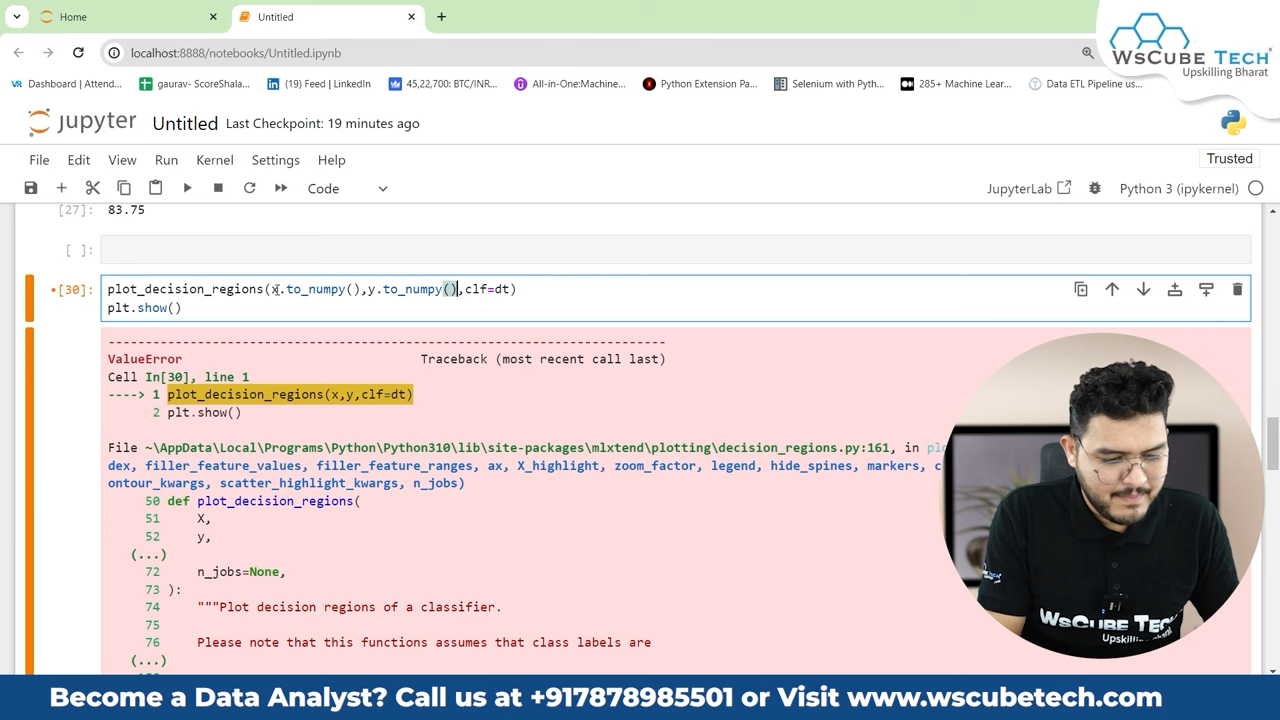 Home
Untitled
localhost:8888/notebooks/Untitled.ipynb
WsCube Tech
Upskilling Bharat
Dashboard | Attend...
gaurav- ScoreShala...
(19) Feed | LinkedIn
45,22,700: BTC/INR...
All-in-One:Machine...
Python Extension Pa...
Selenium with Pyth...
285+ Machine Lear...
Data ETL Pipeline us...
jupyter Untitled Last Checkpoint: 19 minutes ago
File Edit View Run Kernel Settings Help
Trusted
Code
JupyterLab
Python 3 (ipykernel)
[27]: 83.75
[ ]:
[30]: plot_decision_regions(x.to_numpy(),y.to_numpy(),clf=dt)
plt.show()
---------------------------------------------------------------------------
ValueError Traceback (most recent call last)
Cell In[30], line 1
----> 1 plot_decision_regions(x,y,clf=dt)
2 plt.show()
File ~\AppData\Local\Programs\Python\Python310\lib\site-packages\mlxtend\plotting\decision_regions.py:161, in
dex, filler_feature_values, filler_feature_ranges, ax, X_highlight, zoom_factor, legend, hide_spines, markers, c
ontour_kwargs, scatter_highlight_kwargs, n_jobs)
50 def plot_decision_regions(
51 X,
52 y,
(...)
72 n_jobs=None,
73 ):
74 """Plot decision regions of a classifier.
75
76 Please note that this functions assumes that class labels are
(...)
WsCube Tech
Upskilling Bharat
Become a Data Analyst? Call us at +917878985501 or Visit www.wscubetech.com